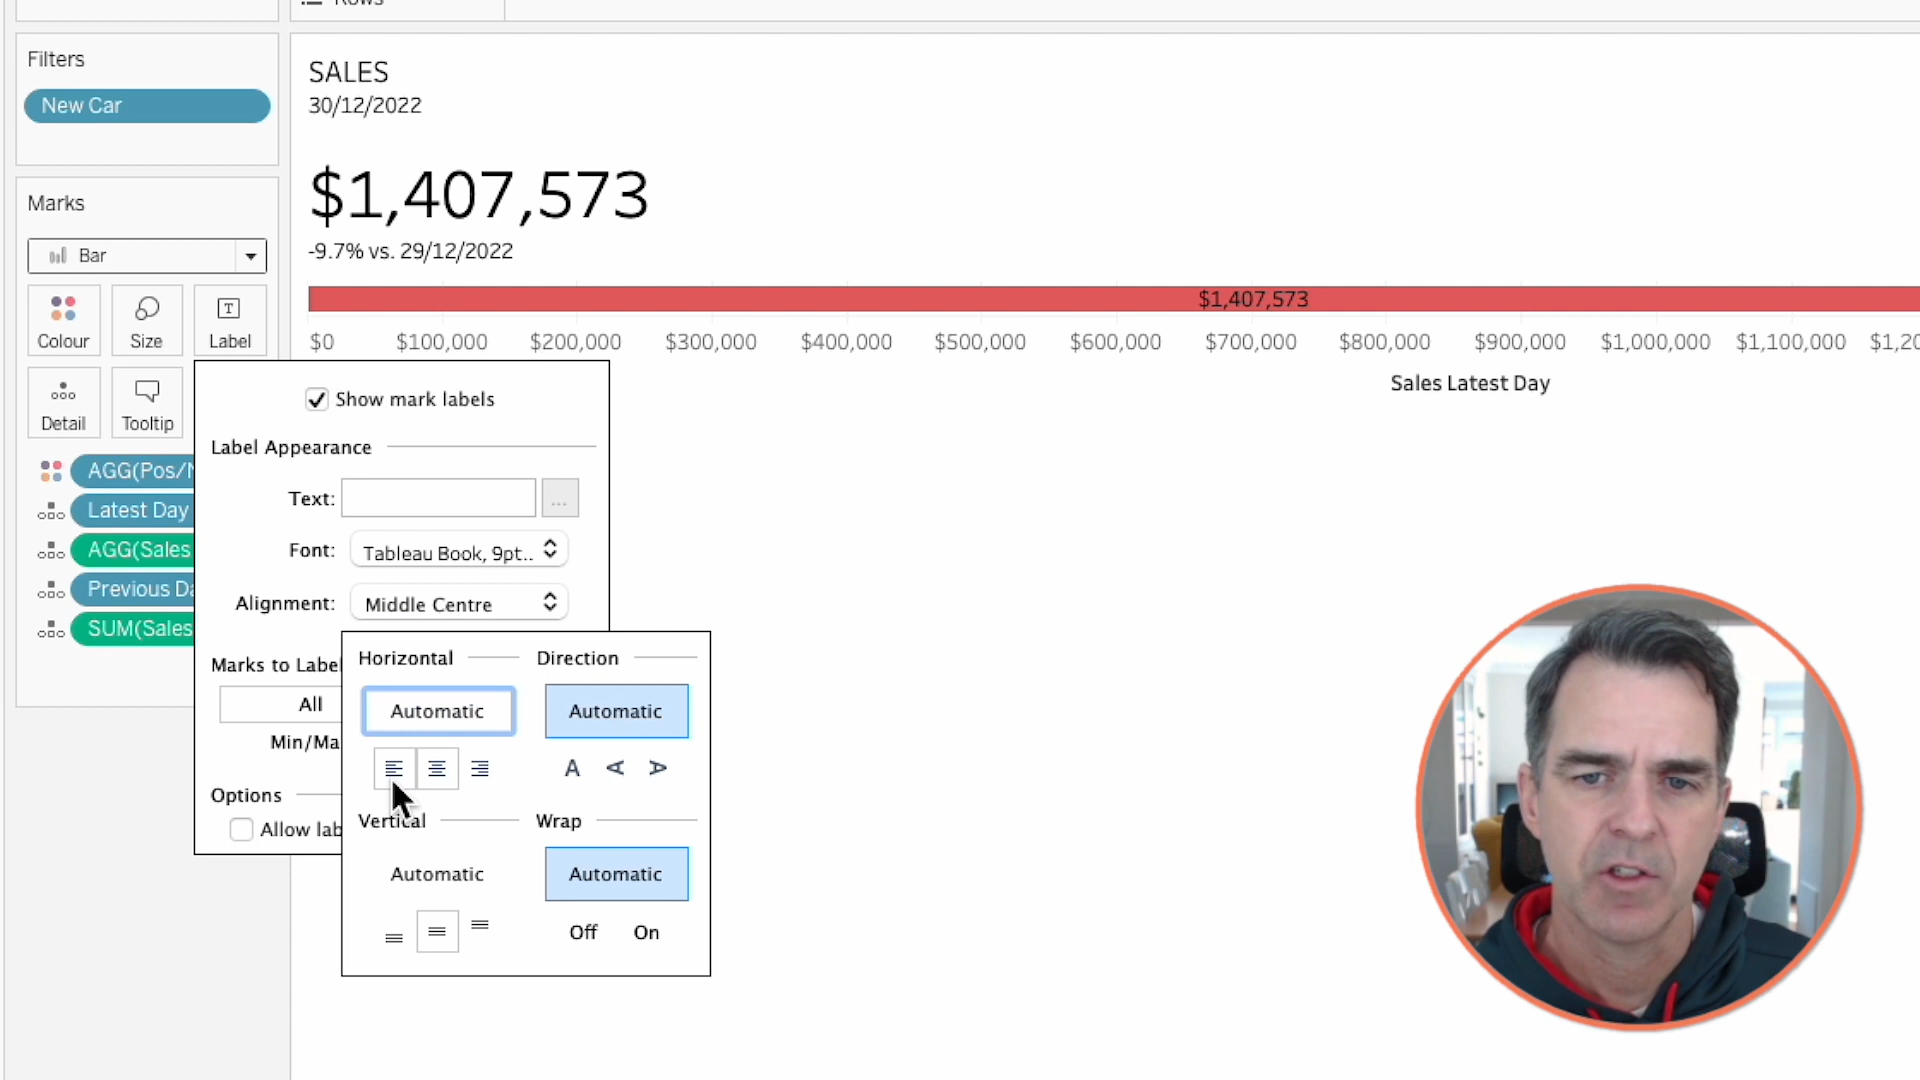 Rows
Filters
New Car
Marks
Bar
Colour
Size
Label
Detail
Tooltip
AGG(Pos/N
Latest Day
AGG(Sales
Previous Da
SUM(Sales
SALES
30/12/2022
$1,407,573
-9.7% vs. 29/12/2022
$1,407,573
$0 $100,000 $200,000 $300,000 $400,000 $500,000 $600,000 $700,000 $800,000 $900,000 $1,000,000 $1,100,000 $1,20
Sales Latest Day
Show mark labels
Label Appearance
Text:
...
Font: Tableau Book, 9pt..
Alignment: Middle Centre
Marks to Label
All
Min/Ma
Options
Allow lab
Horizontal
Direction
Automatic
Automatic
A A A
Vertical
Wrap
Automatic
Automatic
Off On